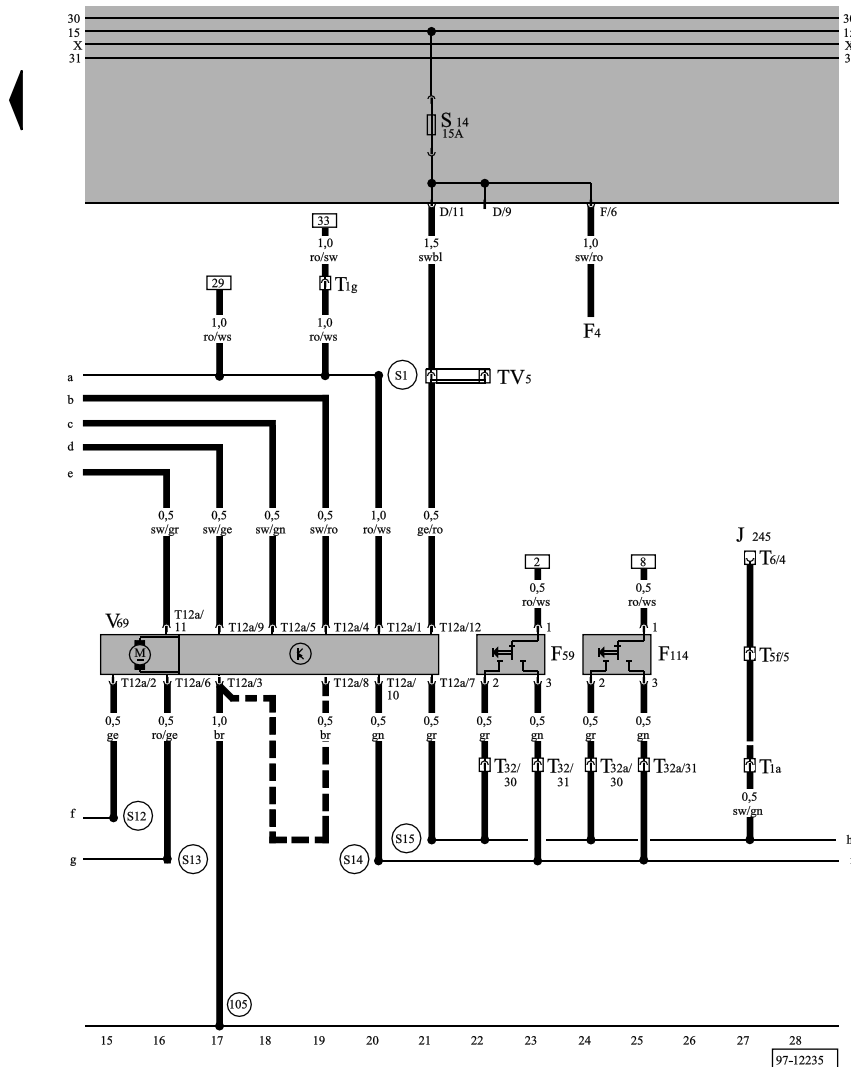 30 30
15 15
X X
31 3
S 14
15A
D/11 D/9 F/6
33
1,0
ro/sw
1,5
swbl
1,0
sw/ro
29
T1g
1,0
ro/ws
1,0
ro/ws
F4
a S1 TV5
b
c
d
e
0,5
sw/gr
0,5
sw/ge
0,5
sw/gn
0,5
sw/ro
1,0
ro/ws
0,5
ge/ro
J 245
2 8 T6/4
0,5
ro/ws
0,5
ro/ws
V69
T12a/
11
T12a/9 T12a/5 T12a/4 T12a/1 T12a/12 1 1
M K F59 F114 T5f/5
T12a/2 T12a/6 T12a/3 T12a/8 T12a/
10
T12a/7 2 3 2 3
0,5
ge
0,5
ro/ge
1,0
br
0,5
br
0,5
gn
0,5
gr
0,5
gr
0,5
gn
0,5
gr
0,5
gn
T32/
30
T32/
31
T32a/
30
T32a/31 T1a
0,5
sw/gn
f S12
S15 h
g S13 S14
105
15 16 17 18 19 20 21 22 23 24 25 26 27 28
97-12235